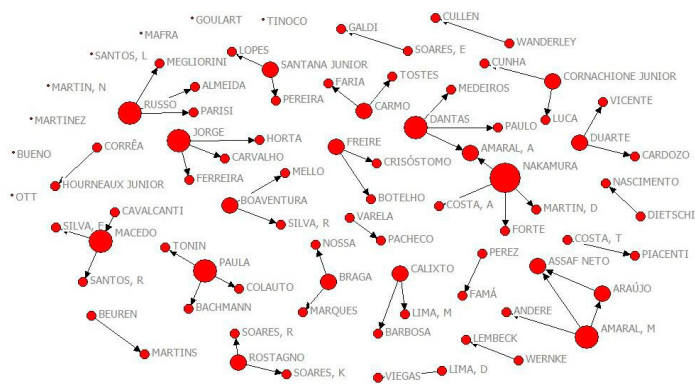 GOULART
TINOCO
MAFRA
CULLEN
GALDI
WANDERLEY
SANTOS, L
MEGLIORINI
LOPES
SOARES, E
SANTANA JUNIOR
CUNHA
MARTIN, N
ALMEIDA
FARIA
TOSTES
CORNACHIONE JUNIOR
RUSSO
PARISI
PEREIRA
CARMO
MEDEIROS
VICENTE
MARTINEZ
DANTAS
PAULO
LUCA
JORGE
HORTA
DUARTE
BUENO
CORRÊA
CARVALHO
FREIRE
CRISÓSTOMO
AMARAL, A
CARDOZO
FERREIRA
MELLO
NAKAMURA
HOURNEAUX JUNIOR
NASCIMENTO
OTT
BOAVENTURA
BOTELHO
COSTA, A
MARTIN, D
CAVALCANTI
VARELA
DIETSCHI
SILVA, F
SILVA, R
FORTE
MACEDO
TONIN
NOSSA
PACHECO
COSTA, T
PEREZ
PIACENTI
PAULA
CALIXTO
ASSAF NETO
SANTOS, R
COLAUTO
BRAGA
FAMÁ
ARAÚJO
BACHMANN
MARQUES
LIMA, M
ANDERE
BEUREN
BARBOSA
AMARAL, M
SOARES, R
LEMBECK
MARTINS
ROSTAGNO
WERNKE
SOARES, K
VIEGAS
LIMA, D